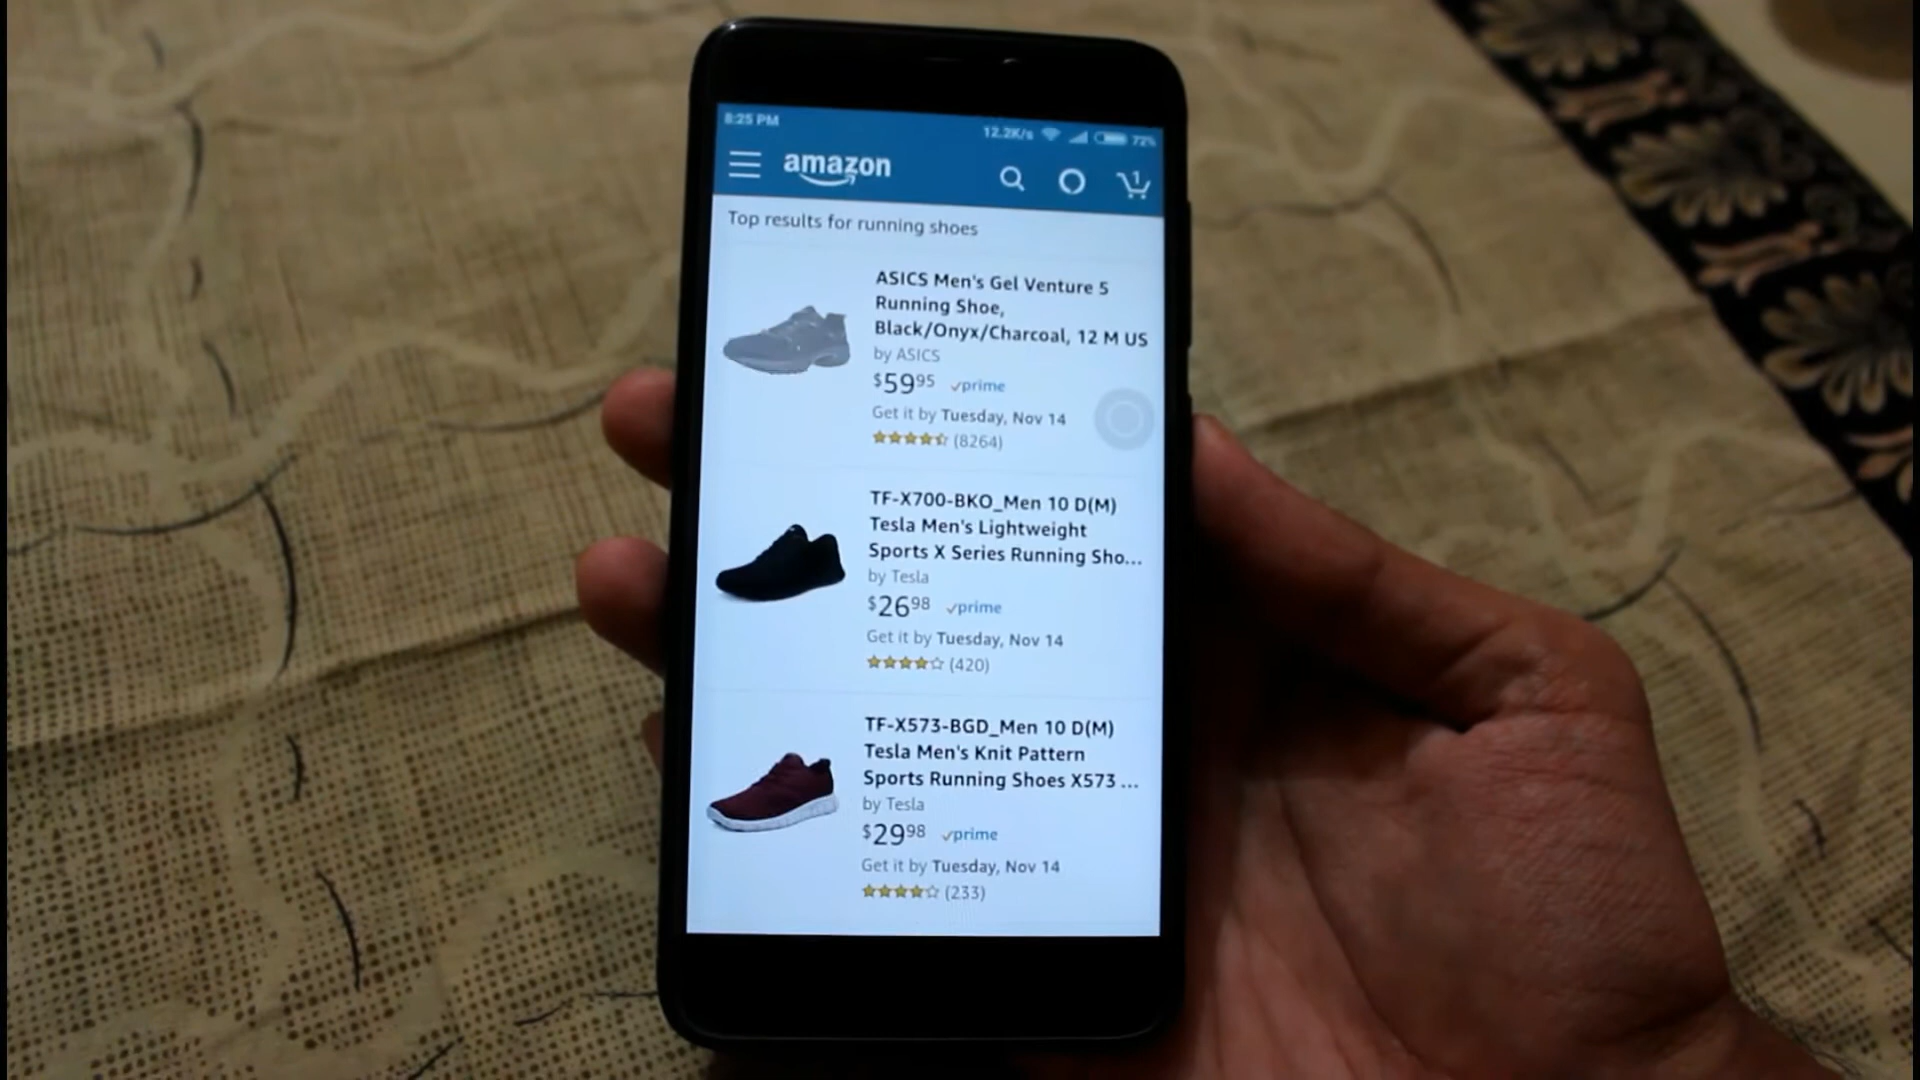 8:25 PM
12.2K/s 72%
amazon
1
Top results for running shoes
ASICS Men's Gel Venture 5
Running Shoe,
Black/Onyx/Charcoal, 12 M US
by ASICS
$59 95 prime
Get it by Tuesday, Nov 14
(8264)
TF-X700-BKO_Men 10 D(M)
Tesla Men's Lightweight
Sports X Series Running Sho...
by Tesla
$26 98 prime
Get it by Tuesday, Nov 14
(420)
TF-X573-BGD_Men 10 D(M)
Tesla Men's Knit Pattern
Sports Running Shoes X573 ...
by Tesla
$29 98 prime
Get it by Tuesday, Nov 14
(233)